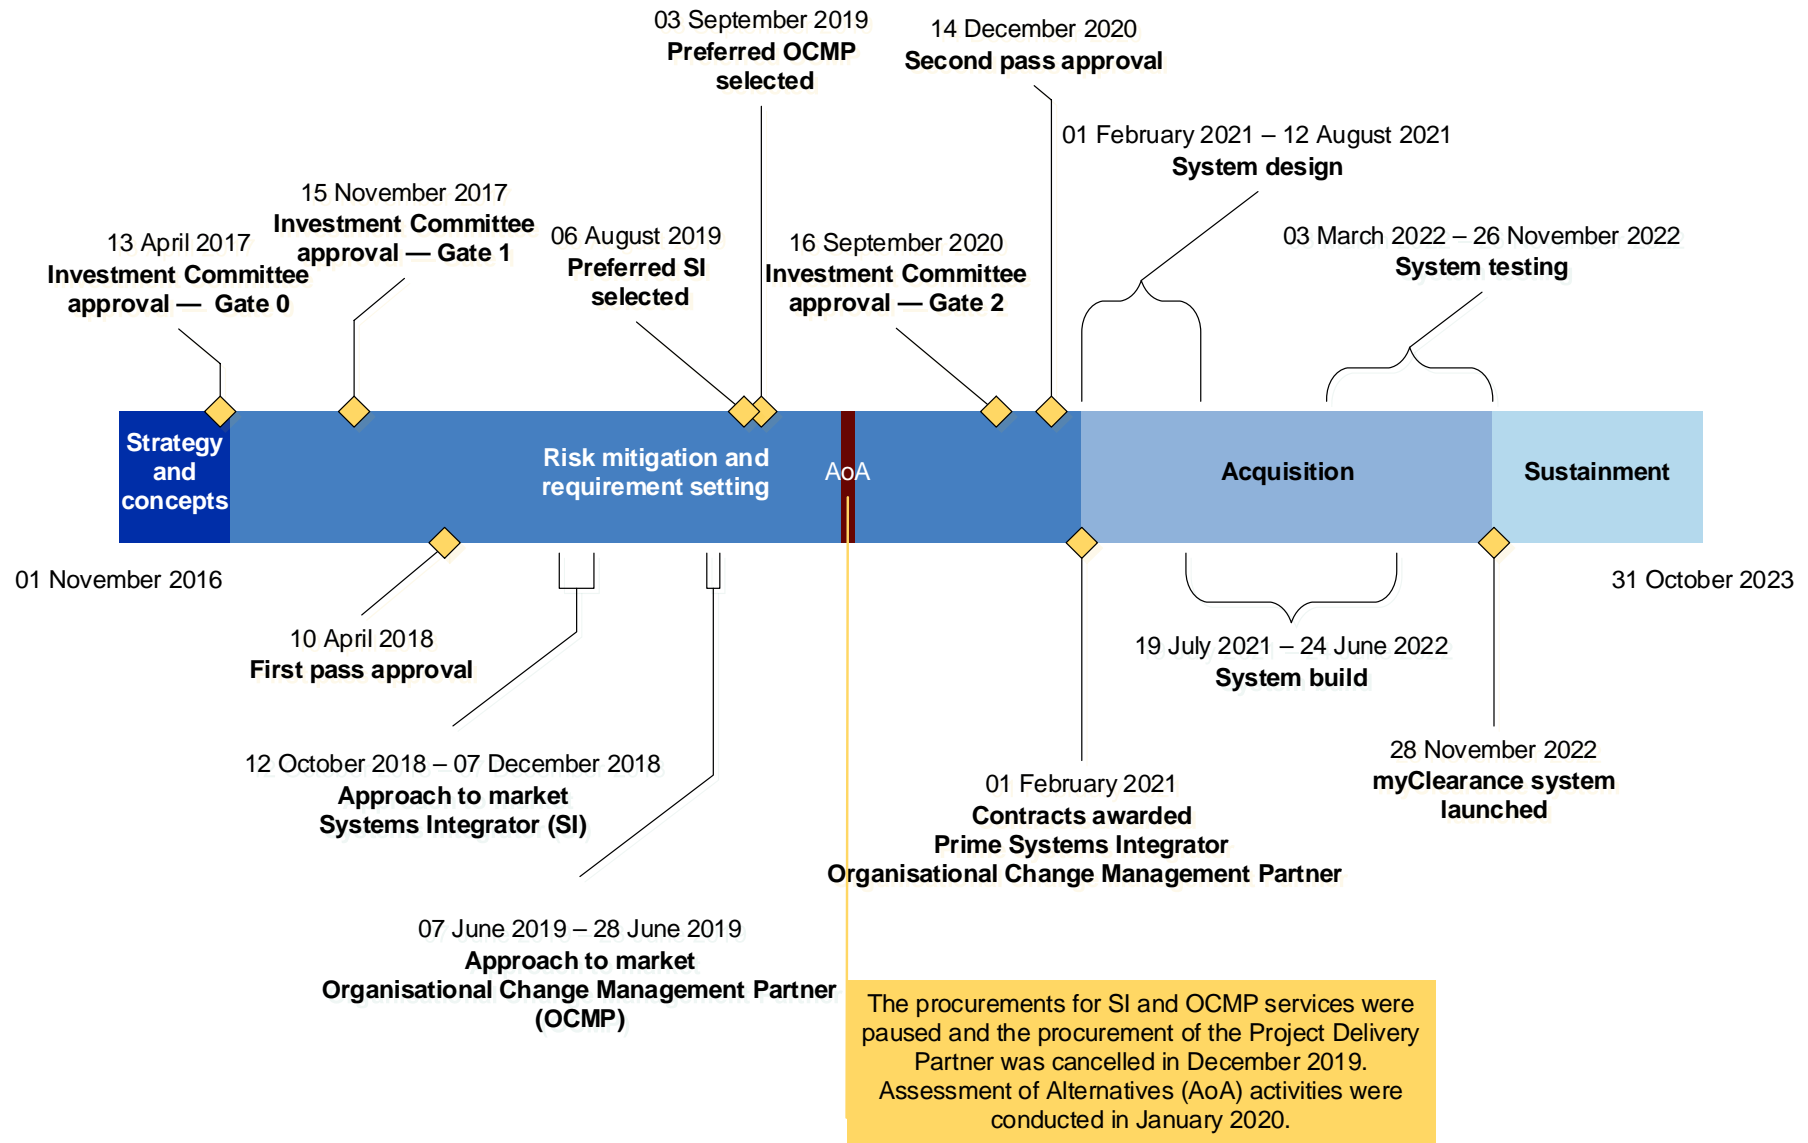 03 September 2019
Preferred OCMP
selected
14 December 2020
Second pass approval
01 February 2021 – 12 August 2021
System design
15 November 2017
Investment Committee
approval — Gate 1
13 April 2017
Investment Committee
approval —  Gate 0
06 August 2019
Preferred SI
selected
16 September 2020
Investment Committee
approval — Gate 2
03 March 2022 – 26 November 2022
System testing
Strategy
and
concepts
Risk mitigation and
requirement setting
AoA
Acquisition
Sustainment
01 November 2016
31 October 2023
10 April 2018
First pass approval
19 July 2021 – 24 June 2022
System build
12 October 2018 – 07 December 2018
Approach to market
Systems Integrator (SI)
01 February 2021
Contracts awarded
Prime Systems Integrator
Organisational Change Management Partner
28 November 2022
myClearance system
launched
07 June 2019 – 28 June 2019
Approach to market
Organisational Change Management Partner
(OCMP)
The procurements for SI and OCMP services were
paused and the procurement of the Project Delivery
Partner was cancelled in December 2019.
Assessment of Alternatives (AoA) activities were
conducted in January 2020.